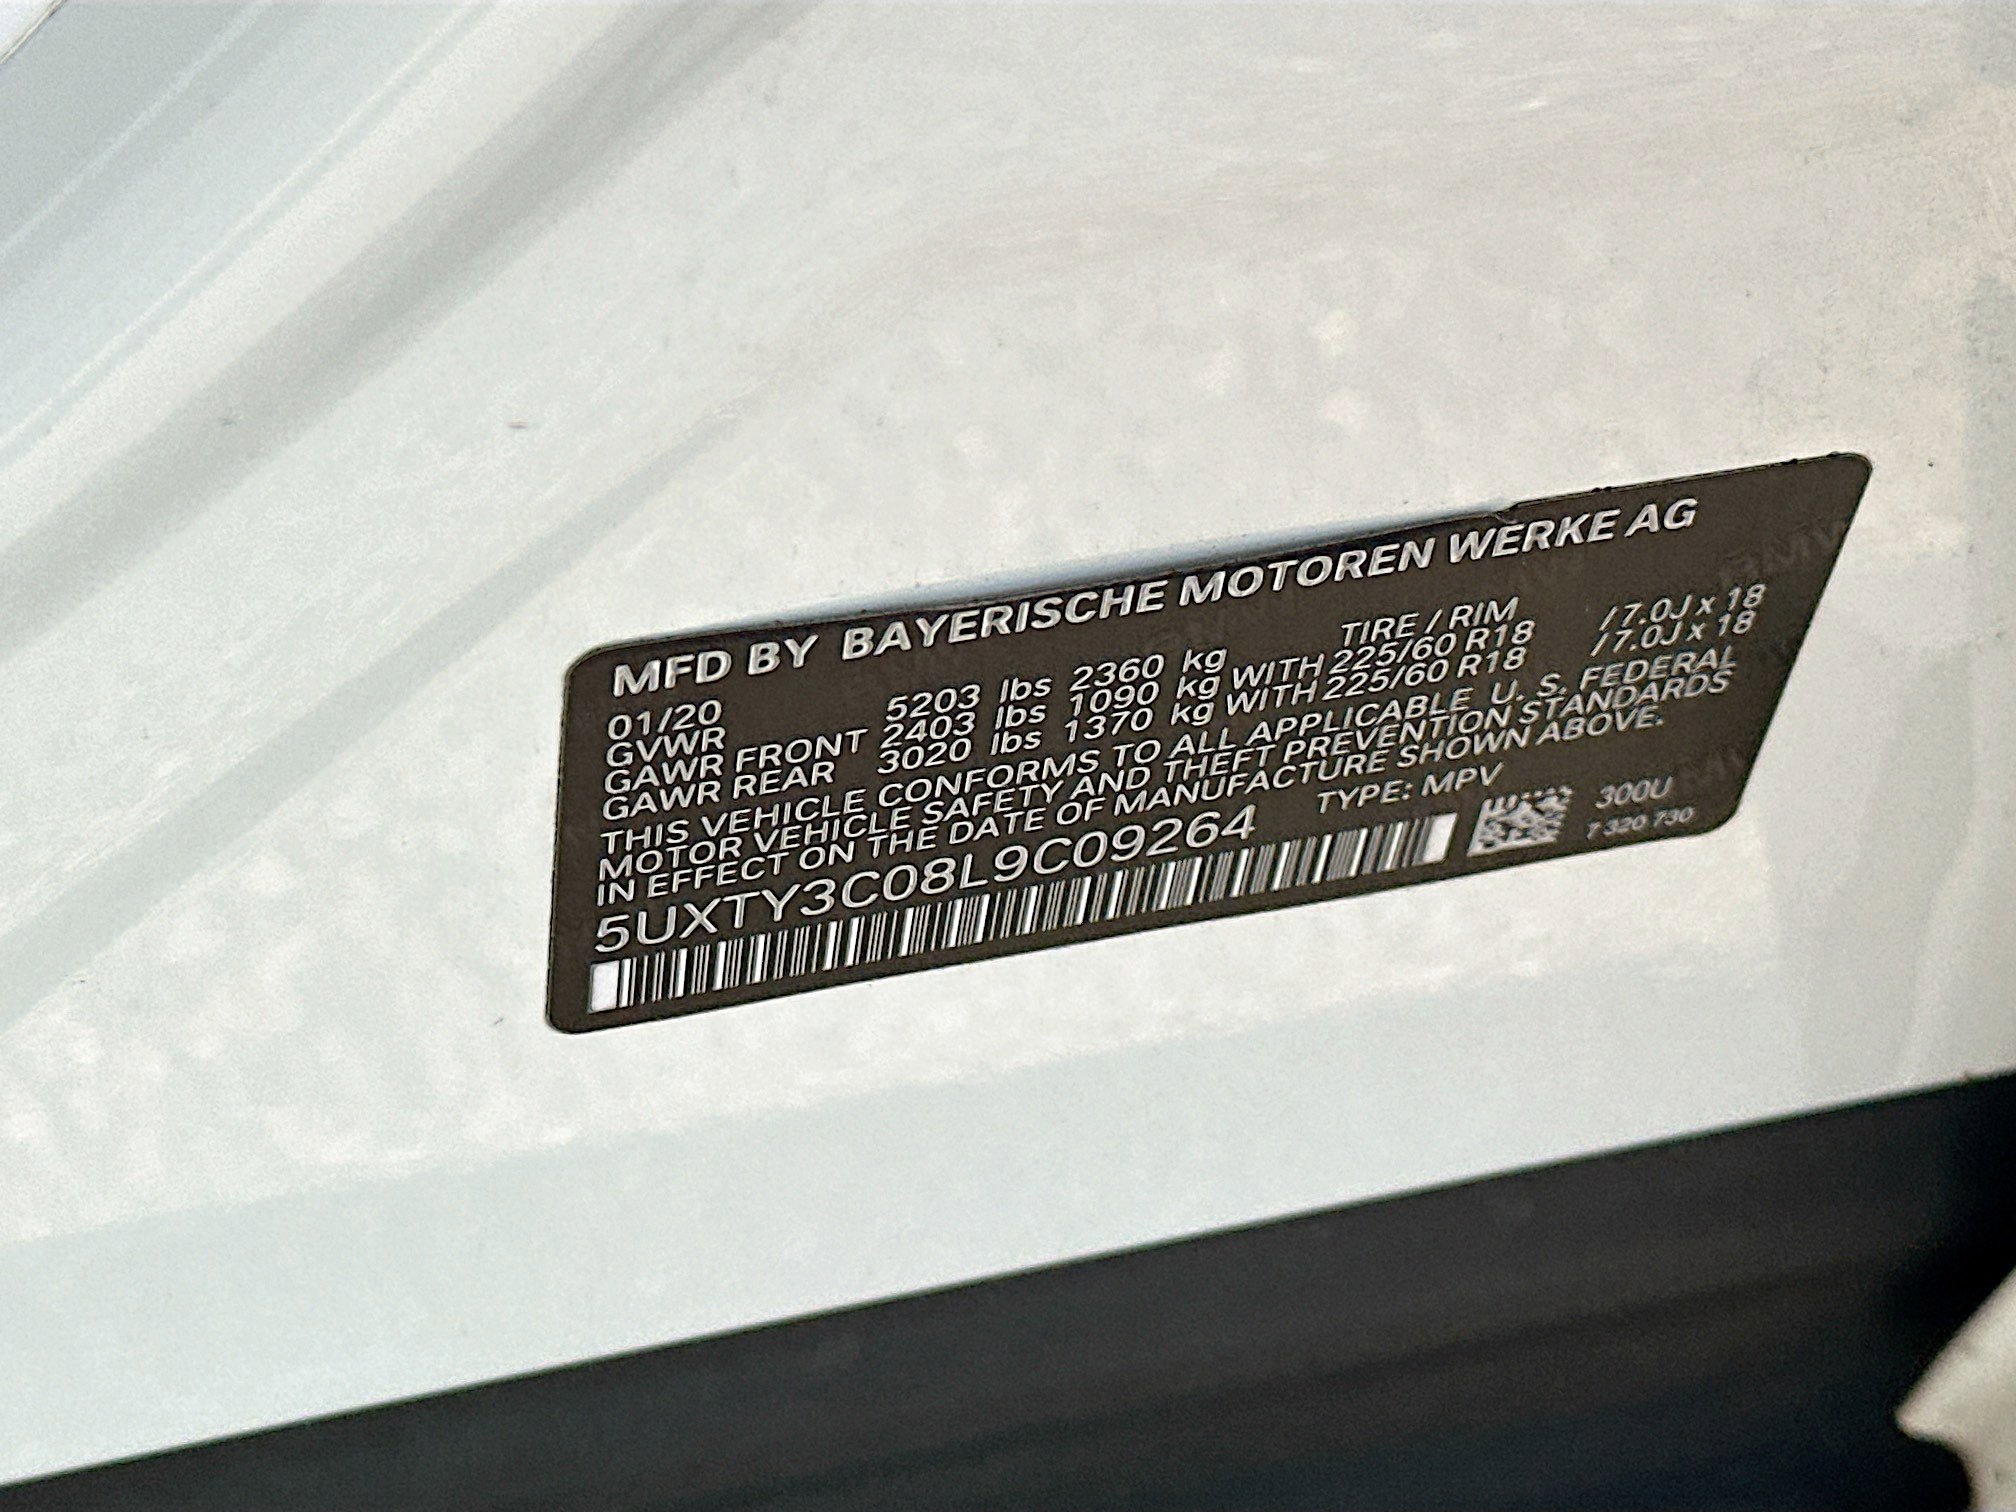 MFD BY BAYERISCHE MOTOREN WERKE AG
01/20 TIRE / RIM
GVWR 5203 lbs 2360 kg
GAWR FRONT 2403 lbs 1090 kg WITH 225/60 R18 / 7.0J x 18
GAWR REAR 3020 lbs 1370 kg WITH 225/60 R18 / 7.0J x 18
THIS VEHICLE CONFORMS TO ALL APPLICABLE U. S. FEDERAL
MOTOR VEHICLE SAFETY AND THEFT PREVENTION STANDARDS
IN EFFECT ON THE DATE OF MANUFACTURE SHOWN ABOVE.
5UXTY3C08L9C09264 TYPE: MPV
300U
7 320 730